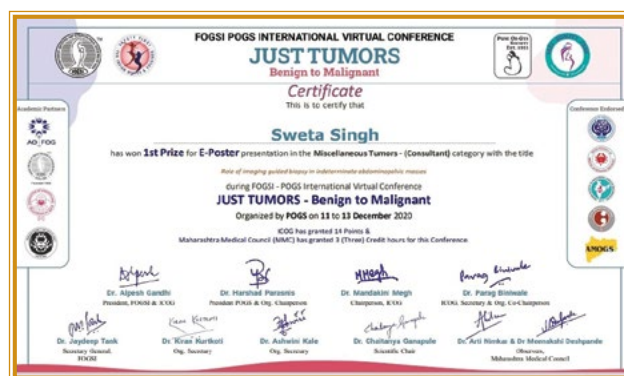 FOGSI POGS INTERNATIONAL VIRTUAL CONFERENCE
JUST TUMORS
Benign to Malignant
Certificate
This is to certify that
Sweta Singh
has won 1st Prize for E-Poster presentation in the Miscellaneous Tumors - (Consultant) category with the title
Role of imaging guided biopsy in indeterminate abdominopelvic masses
during FOGSI - POGS International Virtual Conference
JUST TUMORS - Benign to Malignant
Organized by POGS on 11 to 13 December 2020
ICOG has granted 14 Points &
Maharashtra Medical Council (MMC) has granted 3 (Three) Credit hours for this Conference.
Academic Partners
Conference Endorsed
AMOGS
Dr. Alpesh Gandhi
President, FOGSI & ICOG
Dr. Harshad Parasnis
President POGS & Org. Chairperson
Dr. Mandakini Megh
Chairperson, ICOG
Dr. Parag Biniwale
ICOG Secretary & Org. Co-Chairperson
Dr. Jaydeep Tank
Secretary General,
FOGSI
Dr. Kiran Kurtkoti
Org. Secretary
Dr. Ashwini Kale
Org. Secretary
Dr. Chaitanya Ganapule
Scientific Chair
Dr. Arti Nimkar & Dr Meenakshi Deshpande
Observers,
Maharashtra Medical Council